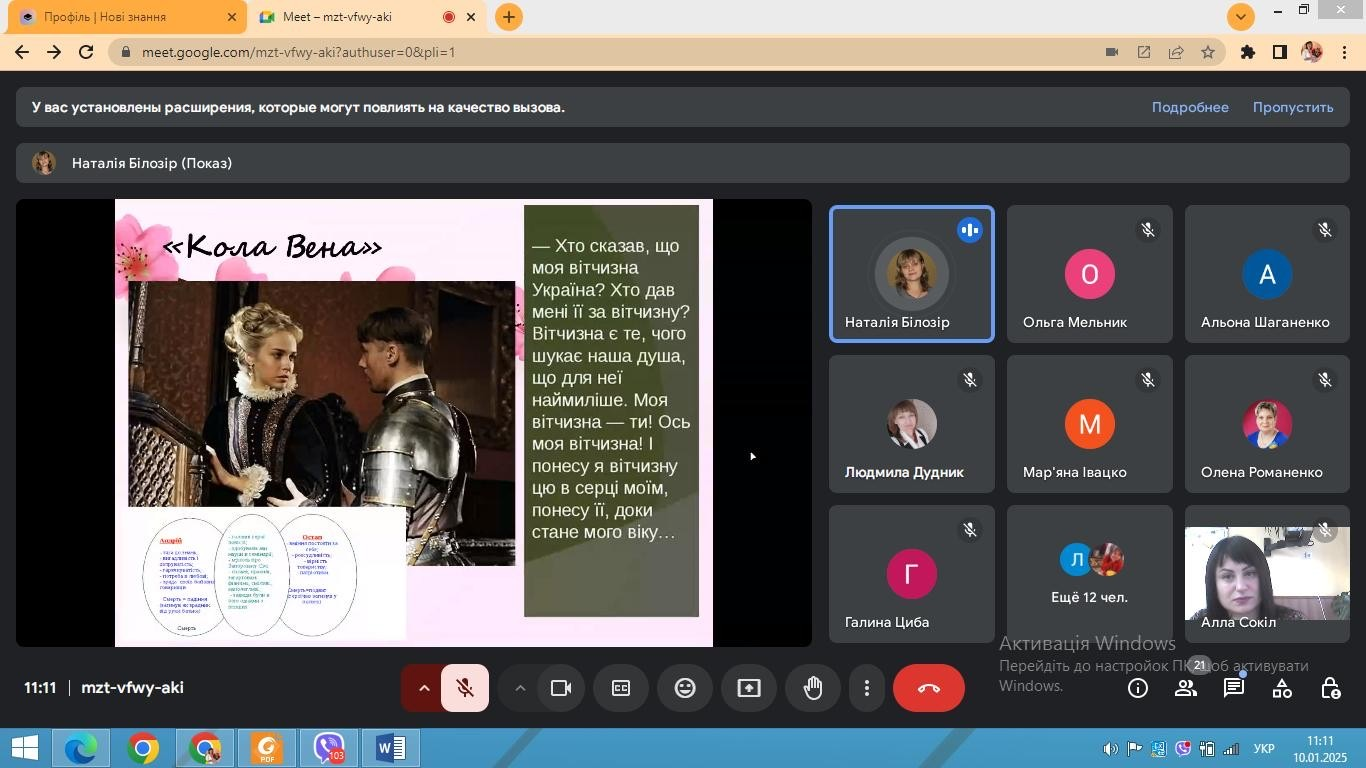 Профіль | Нові знання
Meet – mzt-vfwy-aki
meet.google.com/mzt-vfwy-aki?authuser=0&pli=1
У вас установлены расширения, которые могут повлиять на качество вызова.
Подробнее
Пропустить
Наталія Білозір (Показ)
«Кола Вена»
— Хто сказав, що
моя вітчизна
Україна? Хто дав
мені її за вітчизну?
Вітчизна є те, чого
шукає наша душа,
що для неї
наймиліше. Моя
вітчизна — ти! Ось
моя вітчизна! І
понесу я вітчизну
цю в серці моїм,
понесу її, доки
стане мого віку…
Андрій
Остап
Смерть
Наталія Білозір
О
Ольга Мельник
А
Альона Шаганенко
Людмила Дудник
М
Мар'яна Івацко
Олена Романенко
Г
Галина Циба
Л
Ещё 12 чел.
Алла Сокіл
Активація Windows
Перейдіть до настройок ПК, щоб активувати
Windows.
11:11 | mzt-vfwy-aki
21
PDF
103
УКР
11:11
10.01.2025